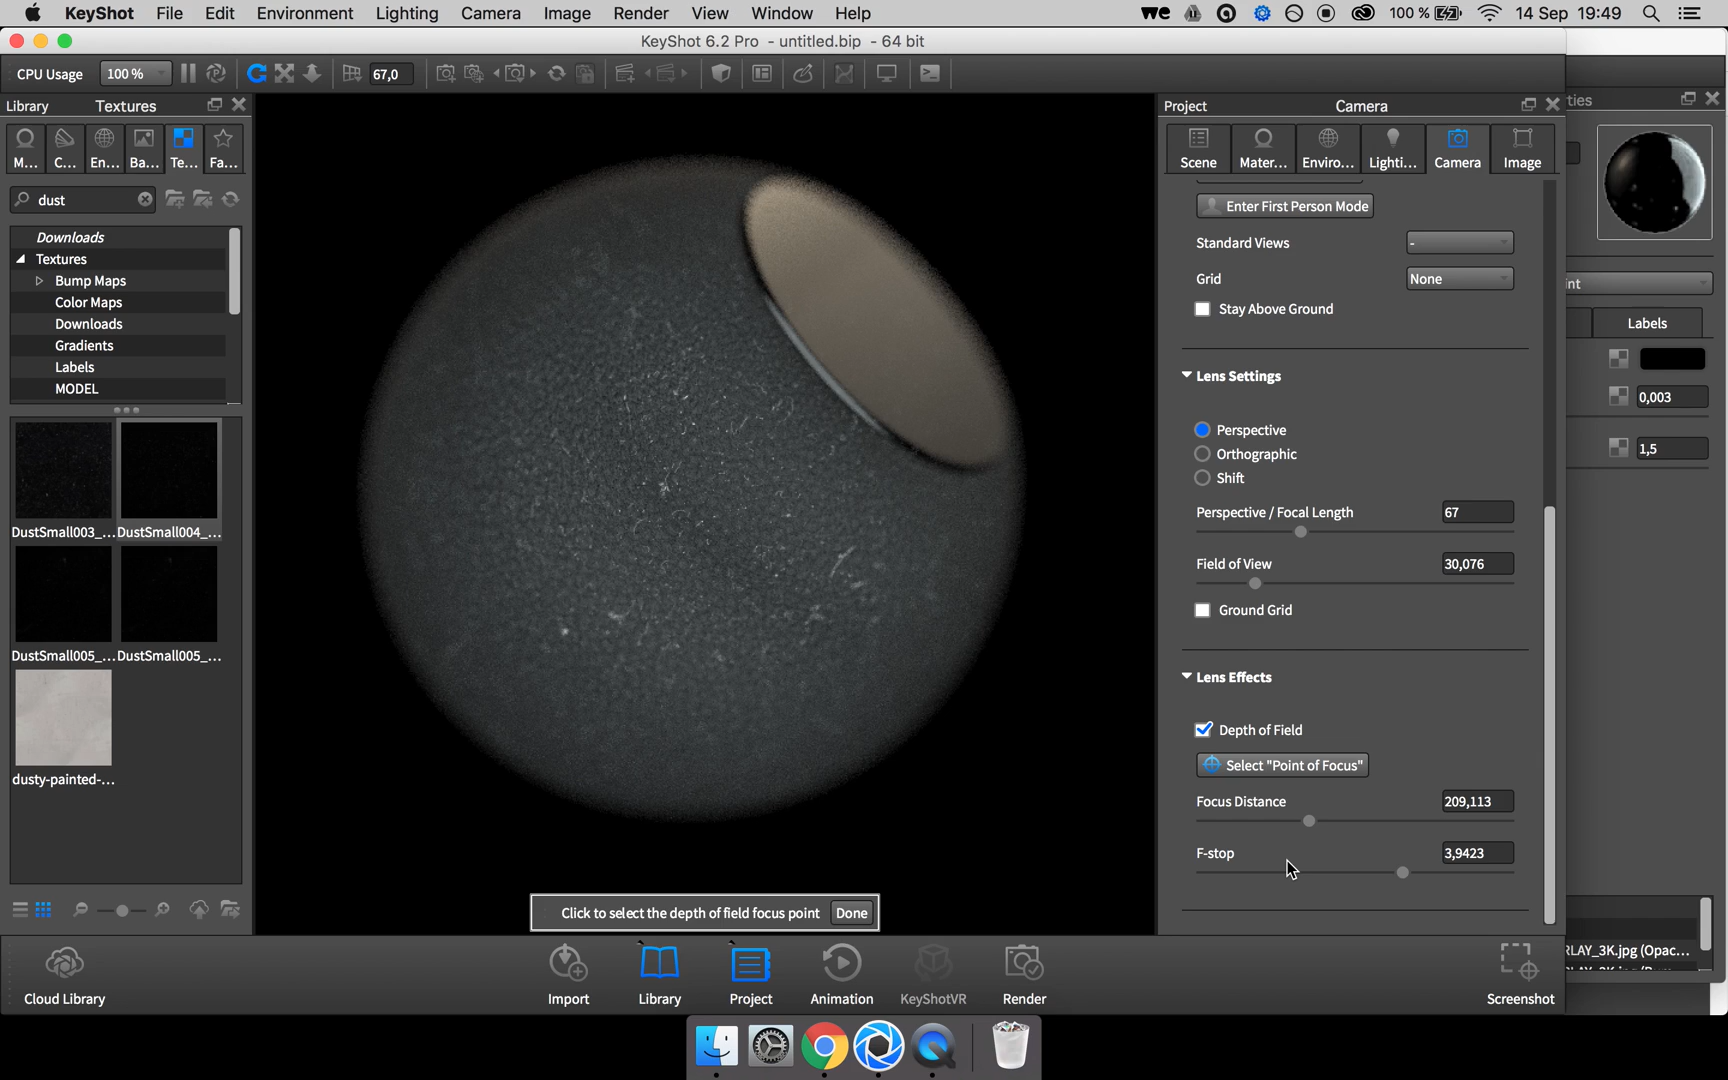 KeyShot File Edit Environment Lighting Camera Image Render View Window Help 100 % 14 Sep 19:49
KeyShot 6.2 Pro - untitled.bip - 64 bit
CPU Usage 100 % 67,0
Library Textures
Project Camera
ties
M... C... En... Ba... Te... Fa...
Scene Mater... Enviro... Lighti... Camera Image
dust
Enter First Person Mode
Downloads
Textures
Bump Maps
Color Maps
Downloads
Gradients
Labels
MODEL
Standard Views -
Grid None
Stay Above Ground
int
Labels
Lens Settings
0,003
Perspective
Orthographic
Shift
1,5
Perspective / Focal Length 67
DustSmall003_... DustSmall004_...
Field of View 30,076
Ground Grid
DustSmall005_... DustSmall005_...
Lens Effects
Depth of Field
Select "Point of Focus"
dusty-painted-...
Focus Distance 209,113
F-stop 3,9423
Click to select the depth of field focus point Done
RLAY_3K.jpg (Opac...
Cloud Library Import Library Project Animation KeyShotVR Render Screenshot